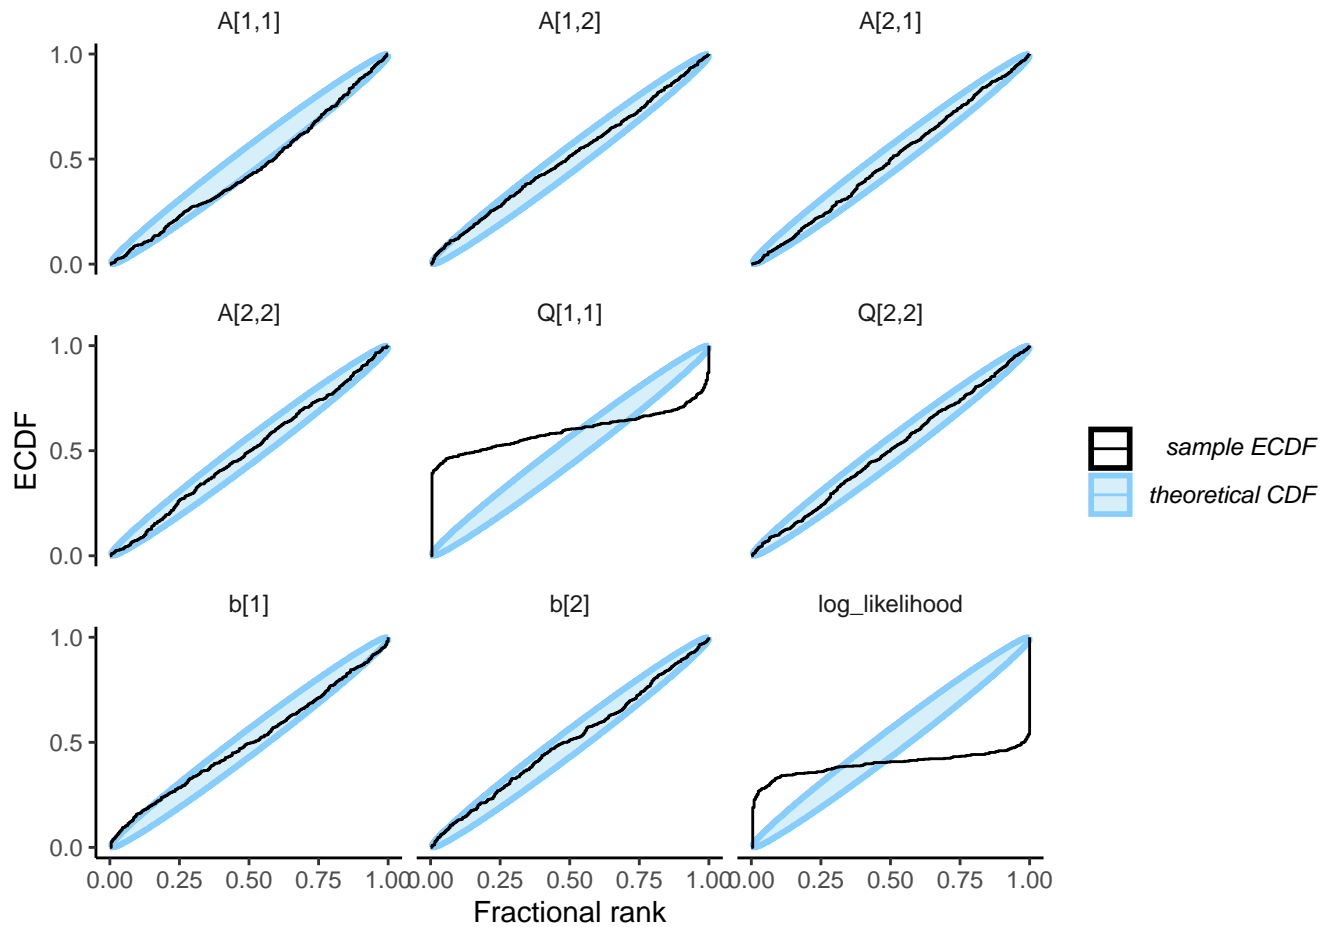 A[1,1] A[1,2] A[2,1]
1.0
0.5
0.0
A[2,2] Q[1,1] Q[2,2]
1.0
0.5
0.0
ECDF
sample ECDF
theoretical CDF
b[1] b[2] log_likelihood
1.0
0.5
0.0
0.00 0.25 0.50 0.75 1.00 0.00 0.25 0.50 0.75 1.00 0.00 0.25 0.50 0.75 1.00
Fractional rank